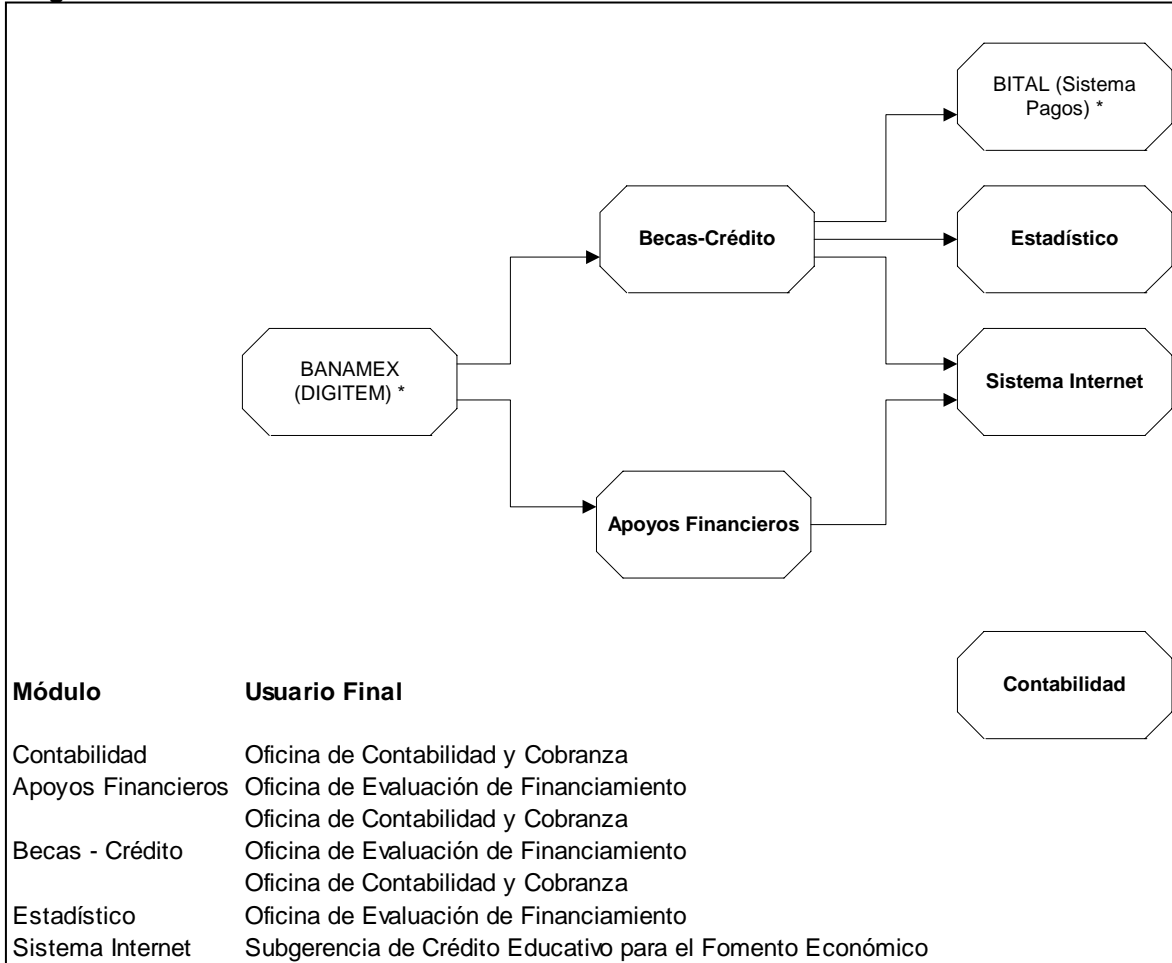 BITAL (Sistema
Pagos) *
Becas-Crédito
Estadístico
BANAMEX
(DIGITEM) *
Sistema Internet
Apoyos Financieros
Contabilidad
Módulo Usuario Final
Contabilidad Oficina de Contabilidad y Cobranza
Apoyos Financieros Oficina de Evaluación de Financiamiento
Oficina de Contabilidad y Cobranza
Becas - Crédito Oficina de Evaluación de Financiamiento
Oficina de Contabilidad y Cobranza
Estadístico Oficina de Evaluación de Financiamiento
Sistema Internet Subgerencia de Crédito Educativo para el Fomento Económico